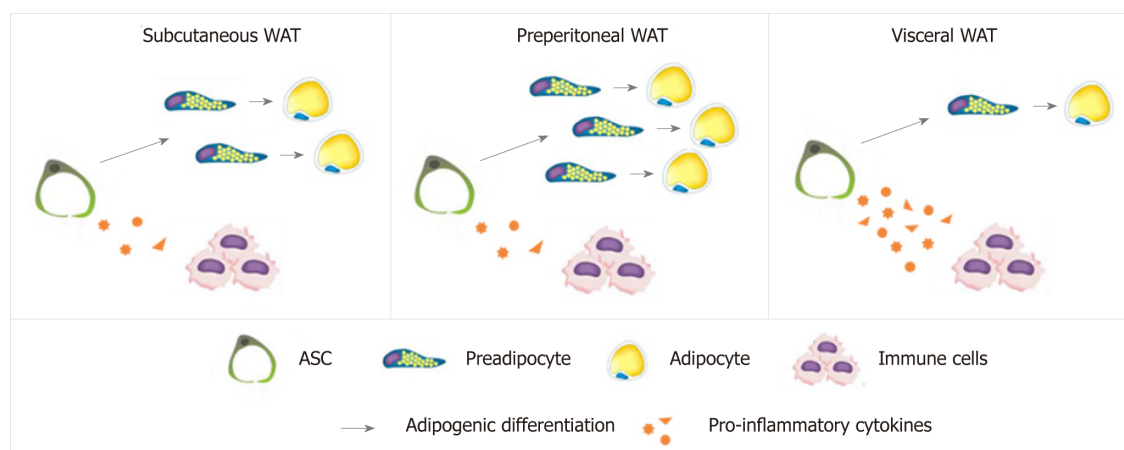 Subcutaneous WAT
Preperitoneal WAT
Visceral WAT
ASC
Preadipocyte
Adipocyte
Immune cells
Adipogenic differentiation
Pro-inflammatory cytokines